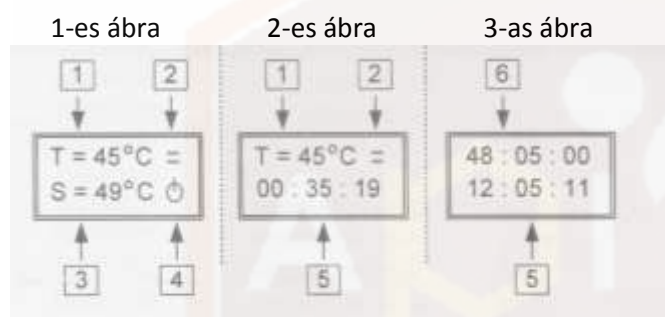 1-es ábra 2-es ábra 3-as ábra
1 2 1 2 6
T = 45°C = T = 45°C = 48 : 05 : 00
S = 49°C 00 : 35 : 19 12 : 05 : 11
3 4 5 5